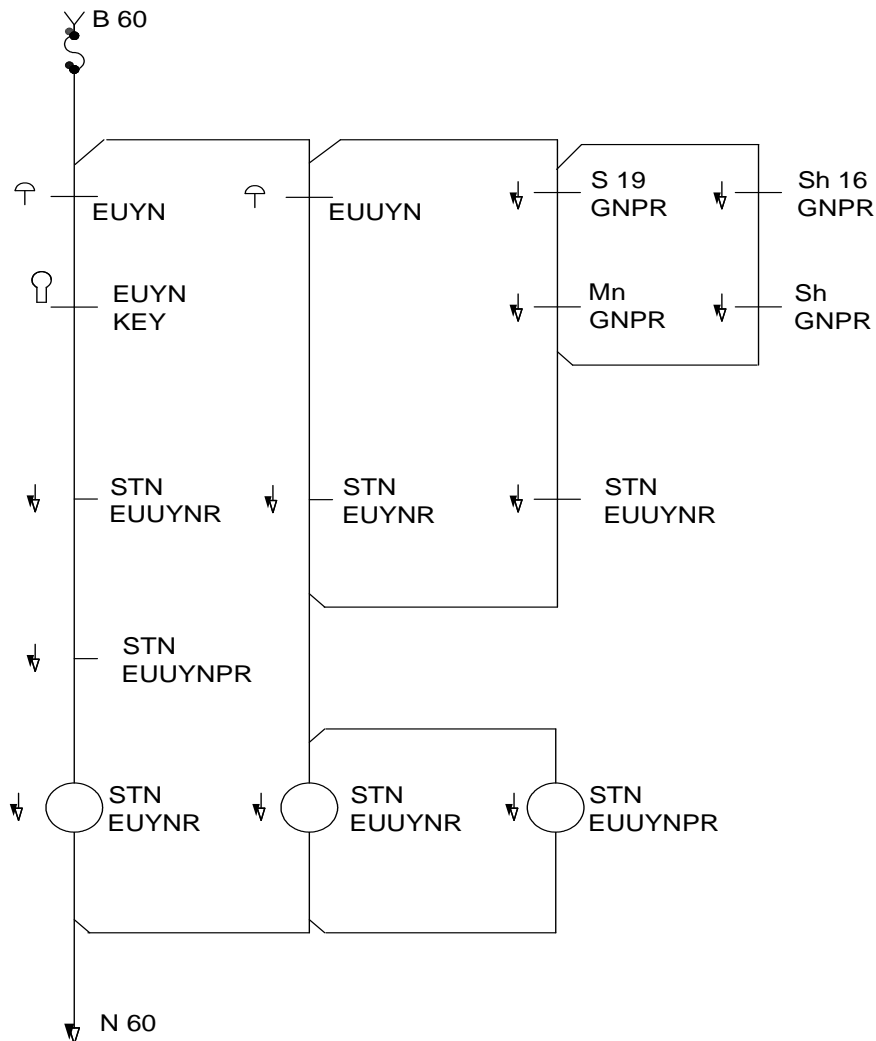 B 60
EUYN
EUUYN
S 19
GNPR
Sh 16
GNPR
EUYN
KEY
Mn
GNPR
Sh
GNPR
STN
EUUYNR
STN
EUYNR
STN
EUUYNR
STN
EUUYNPR
STN
EUYNR
STN
EUUYNR
STN
EUUYNPR
N 60